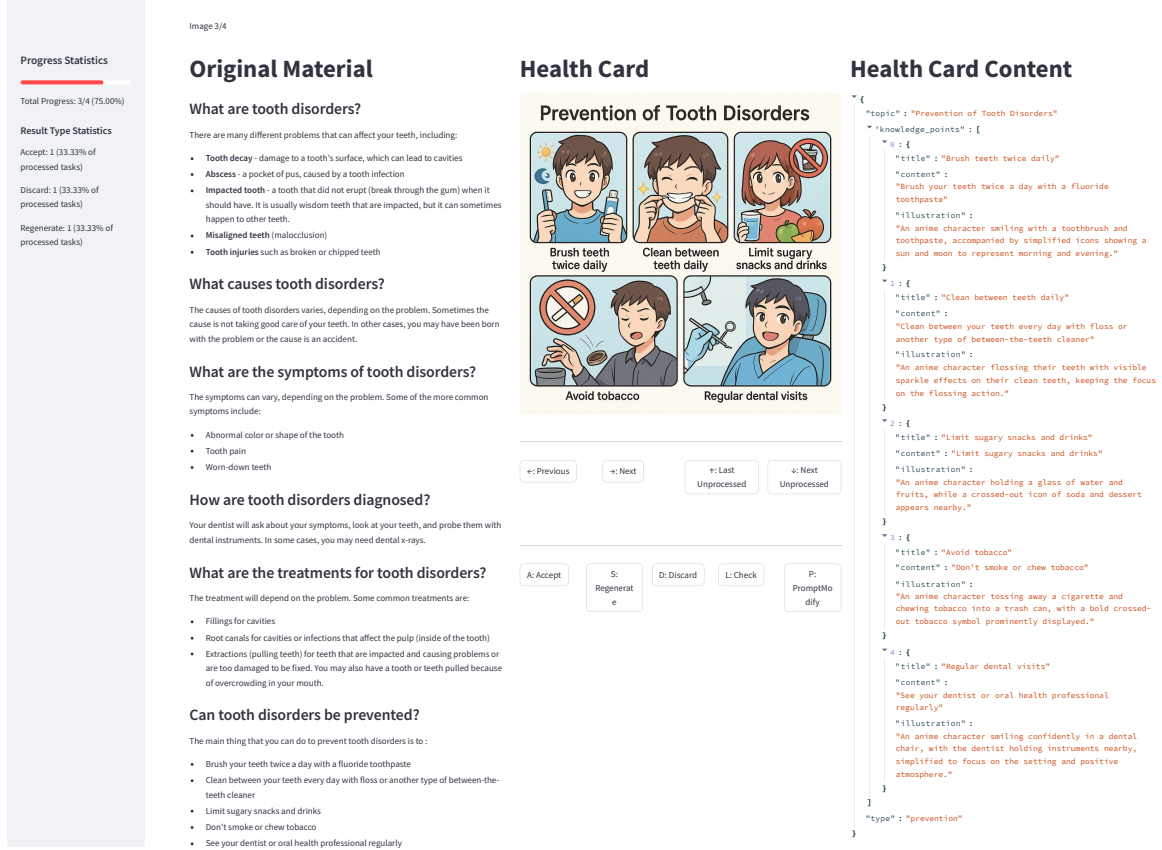 Image 3/4
Progress Statistics
Total Progress: 3/4 (75.00%)
Result Type Statistics
Accept: 1 (33.33% of
processed tasks)
Discard: 1 (33.33% of
processed tasks)
Regenerate: 1 (33.33% of
processed tasks)
Original Material
What are tooth disorders?
There are many different problems that can affect your teeth, including:
• Tooth decay - damage to a tooth's surface, which can lead to cavities
• Abscess - a pocket of pus, caused by a tooth infection
• Impacted tooth - a tooth that did not erupt (break through the gum) when it
should have. It is usually wisdom teeth that are impacted, but it can sometimes
happen to other teeth.
• Misaligned teeth (malocclusion)
• Tooth injuries such as broken or chipped teeth
What causes tooth disorders?
The causes of tooth disorders varies, depending on the problem. Sometimes the
cause is not taking good care of your teeth. In other cases, you may have been born
with the problem or the cause is an accident.
What are the symptoms of tooth disorders?
The symptoms can vary, depending on the problem. Some of the more common
symptoms include:
• Abnormal color or shape of the tooth
• Tooth pain
• Worn-down teeth
How are tooth disorders diagnosed?
Your dentist will ask about your symptoms, look at your teeth, and probe them with
dental instruments. In some cases, you may need dental x-rays.
What are the treatments for tooth disorders?
The treatment will depend on the problem. Some common treatments are:
• Fillings for cavities
• Root canals for cavities or infections that affect the pulp (inside of the tooth)
• Extractions (pulling teeth) for teeth that are impacted and causing problems or
are too damaged to be fixed. You may also have a tooth or teeth pulled because
of overcrowding in your mouth.
Can tooth disorders be prevented?
The main thing that you can do to prevent tooth disorders is to :
• Brush your teeth twice a day with a fluoride toothpaste
• Clean between your teeth every day with floss or another type of between-the-
teeth cleaner
• Limit sugary snacks and drinks
• Don't smoke or chew tobacco
• See your dentist or oral health professional regularly
Health Card
Prevention of Tooth Disorders
Brush teeth
twice daily
Clean between
teeth daily
Limit sugary
snacks and drinks
Avoid tobacco
Regular dental visits
←: Previous
→: Next
↑: Last
Unprocessed
↓: Next
Unprocessed
A: Accept
S:
Regenerat
e
D: Discard
L: Check
P:
PromptMo
dify
Health Card Content
{
"topic" : "Prevention of Tooth Disorders"
"knowledge_points" : [
0 : {
"title" : "Brush teeth twice daily"
"content" :
"Brush your teeth twice a day with a fluoride
toothpaste"
"illustration" :
"An anime character smiling with a toothbrush and
toothpaste, accompanied by simplified icons showing a
sun and moon to represent morning and evening."
}
1 : {
"title" : "Clean between teeth daily"
"content" :
"Clean between your teeth every day with floss or
another type of between-the-teeth cleaner"
"illustration" :
"An anime character flossing their teeth with visible
sparkle effects on their clean teeth, keeping the focus
on the flossing action."
}
2 : {
"title" : "Limit sugary snacks and drinks"
"content" : "Limit sugary snacks and drinks"
"illustration" :
"An anime character holding a glass of water and
fruits, while a crossed-out icon of soda and dessert
appears nearby."
}
3 : {
"title" : "Avoid tobacco"
"content" : "Don't smoke or chew tobacco"
"illustration" :
"An anime character tossing away a cigarette and
chewing tobacco into a trash can, with a bold crossed-
out tobacco symbol prominently displayed."
}
4 : {
"title" : "Regular dental visits"
"content" :
"See your dentist or oral health professional
regularly"
"illustration" :
"An anime character smiling confidently in a dental
chair, with the dentist holding instruments nearby,
simplified to focus on the setting and positive
atmosphere."
}
]
"type" : "prevention"
}